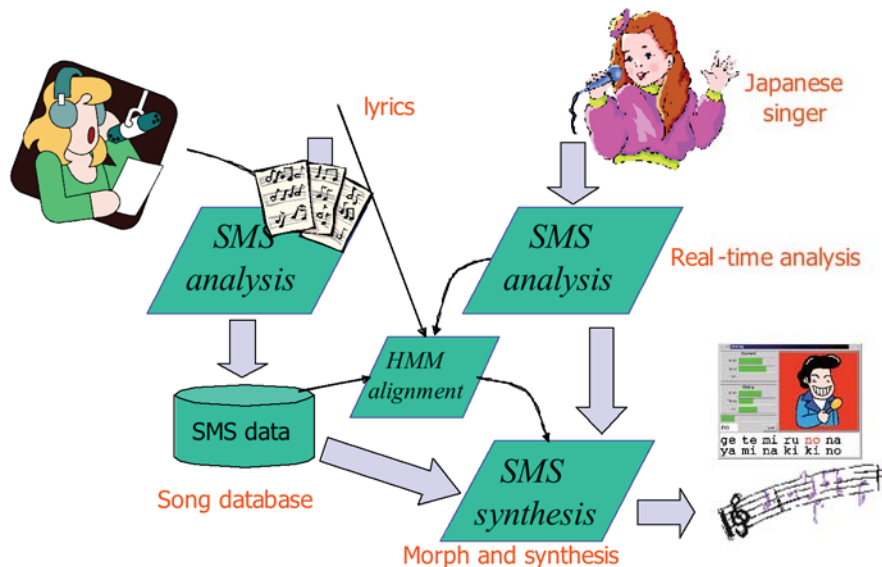 lyrics
Japanese
singer
SMS
analysis
SMS
analysis
Real-time analysis
HMM
alignment
SMS data
ge te mi ru no na
ya mi na ki ki no
SMS
synthesis
Song database
Morph and synthesis